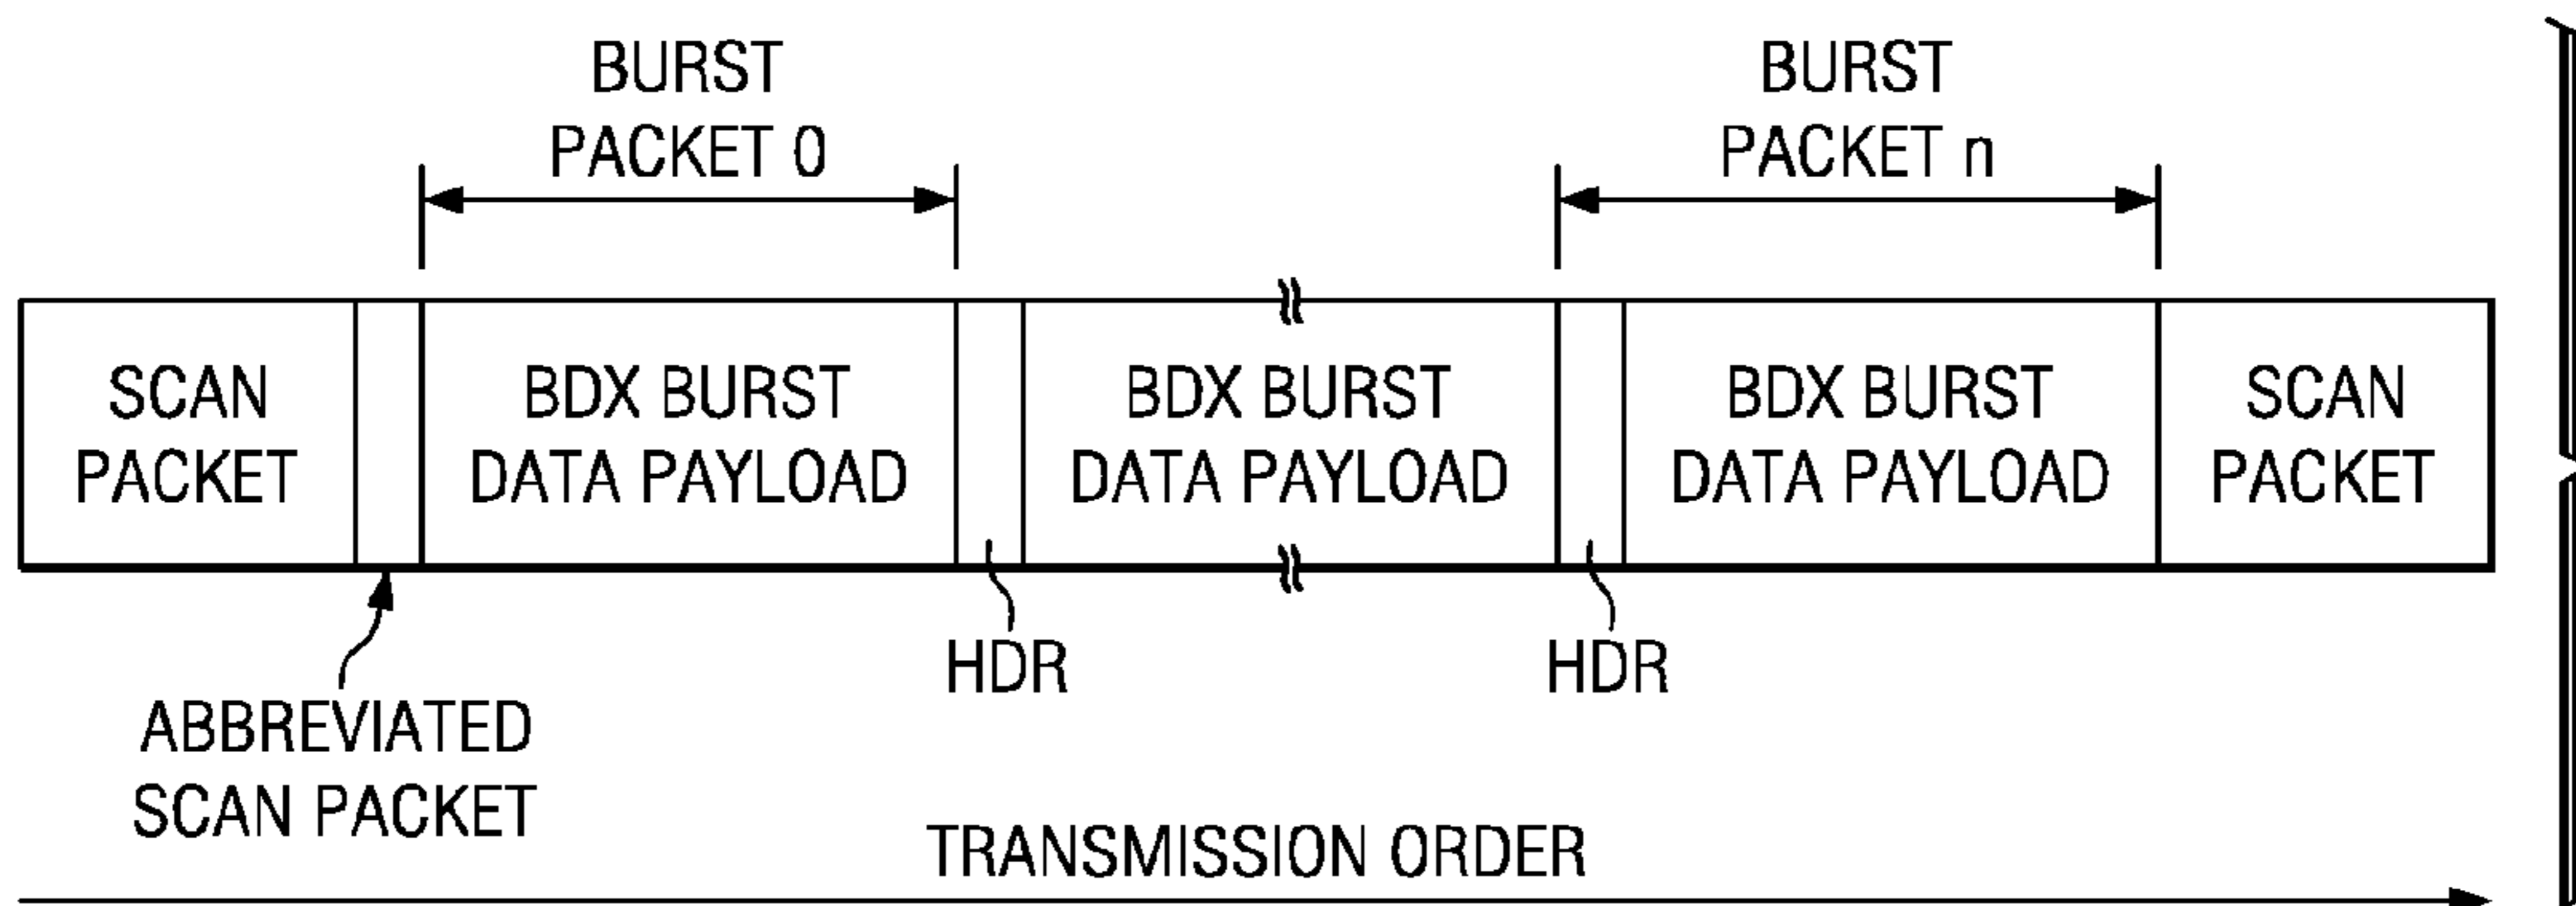 BURST
PACKET 0
BURST
PACKET n
SCAN
PACKET
BDX BURST
DATA PAYLOAD
BDX BURST
DATA PAYLOAD
BDX BURST
DATA PAYLOAD
SCAN
PACKET
HDR
HDR
ABBREVIATED
SCAN PACKET
TRANSMISSION ORDER